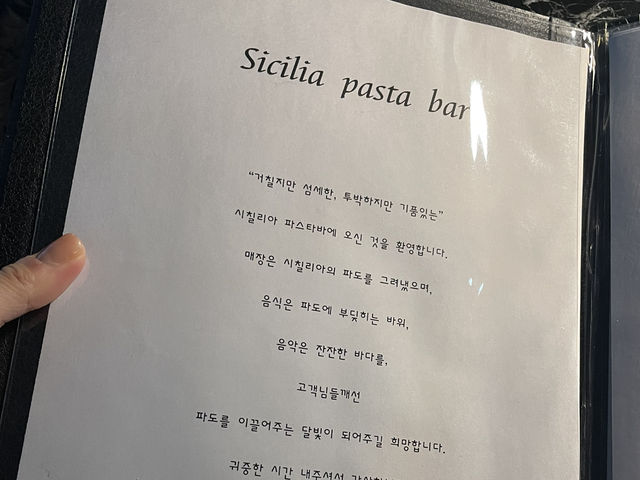 Sicilia pasta bar
“거칠지만 섬세한, 투박하지만 기품있는”
시칠리아 파스타바에 오신 것을 환영합니다.
매장은 시칠리아의 파도를 그려냈으며,
음식은 파도에 부딪히는 바위,
음악은 잔잔한 바다를,
고객님들깨선
파도를 이끌어주는 달빛이 되어주길 희망합니다.
귀중한 시간 내주셔서